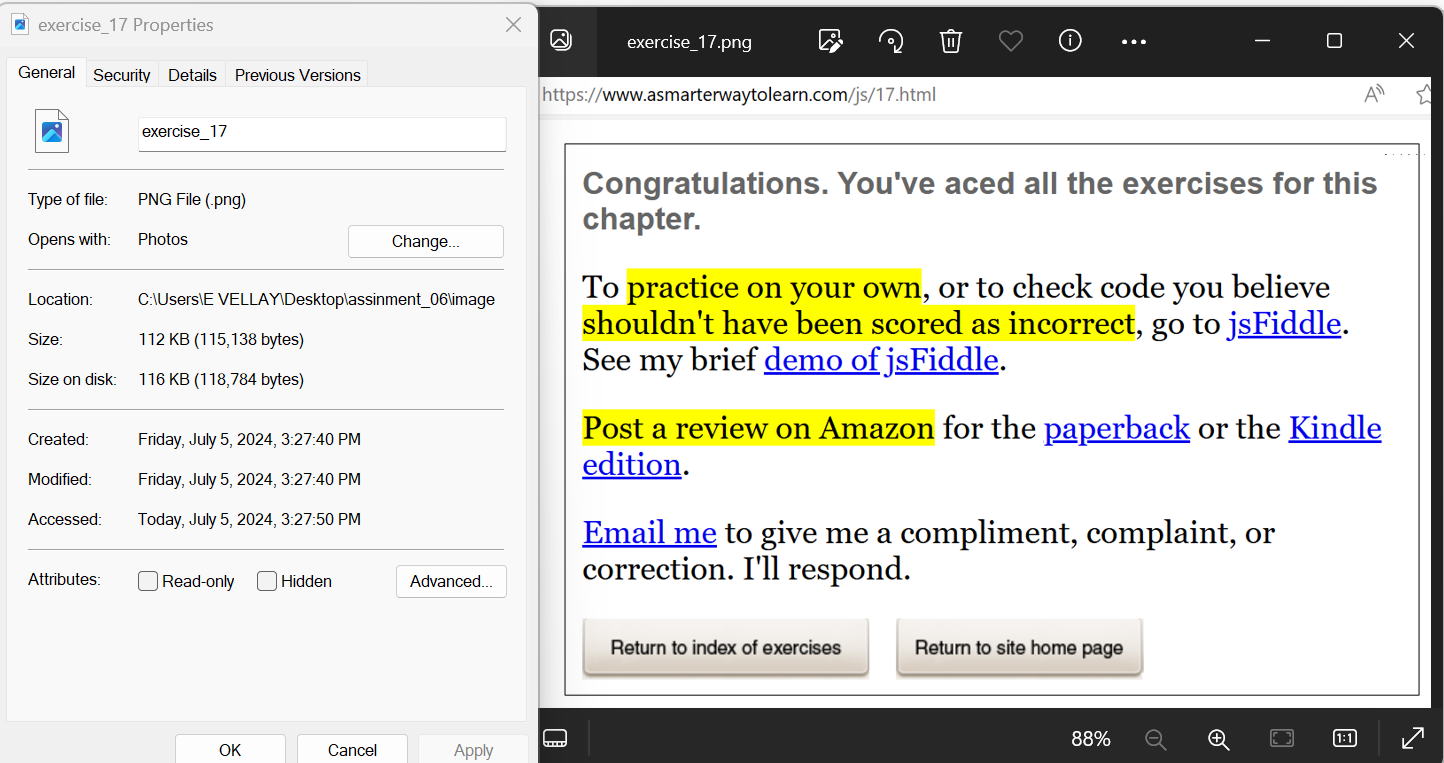 exercise_17 Properties
General Security Details Previous Versions
exercise_17
Type of file: PNG File (.png)
Opens with: Photos Change...
Location: C:\Users\E VELLAY\Desktop\assinment_06\image
Size: 112 KB (115,138 bytes)
Size on disk: 116 KB (118,784 bytes)
Created: Friday, July 5, 2024, 3:27:40 PM
Modified: Friday, July 5, 2024, 3:27:40 PM
Accessed: Today, July 5, 2024, 3:27:50 PM
Attributes: Read-only Hidden Advanced...
OK Cancel Apply
exercise_17.png
https://www.asmarterwaytolearn.com/js/17.html
Congratulations. You've aced all the exercises for this
chapter.
To practice on your own, or to check code you believe
shouldn't have been scored as incorrect, go to jsFiddle.
See my brief demo of jsFiddle.
Post a review on Amazon for the paperback or the Kindle
edition.
Email me to give me a compliment, complaint, or
correction. I'll respond.
Return to index of exercises Return to site home page
88% 1:1